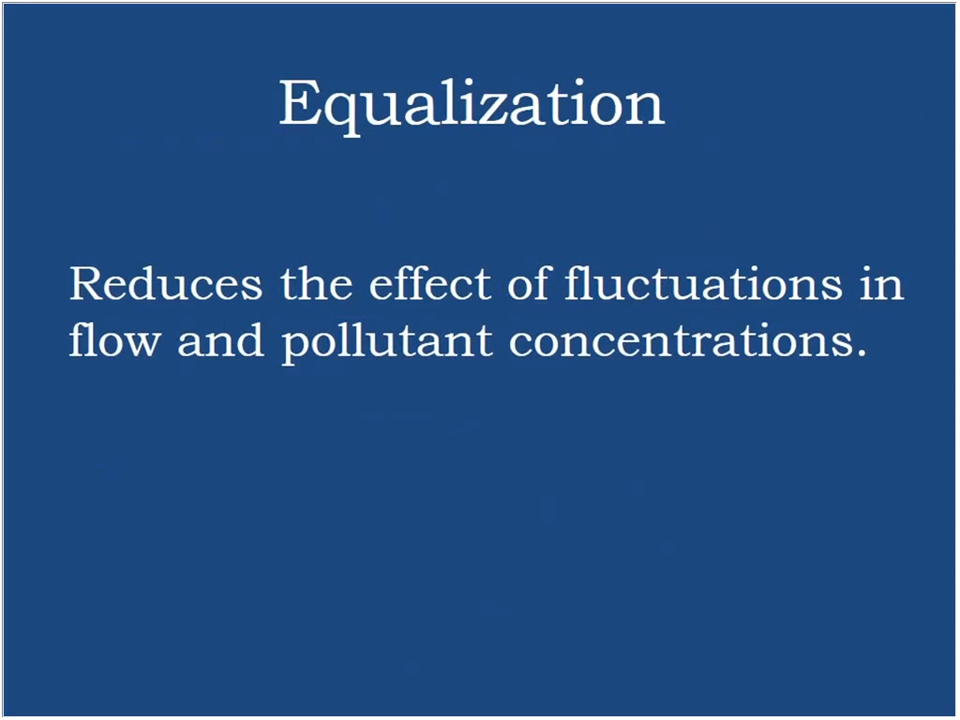 Equalization
Reduces the effect of fluctuations in
flow and pollutant concentrations.